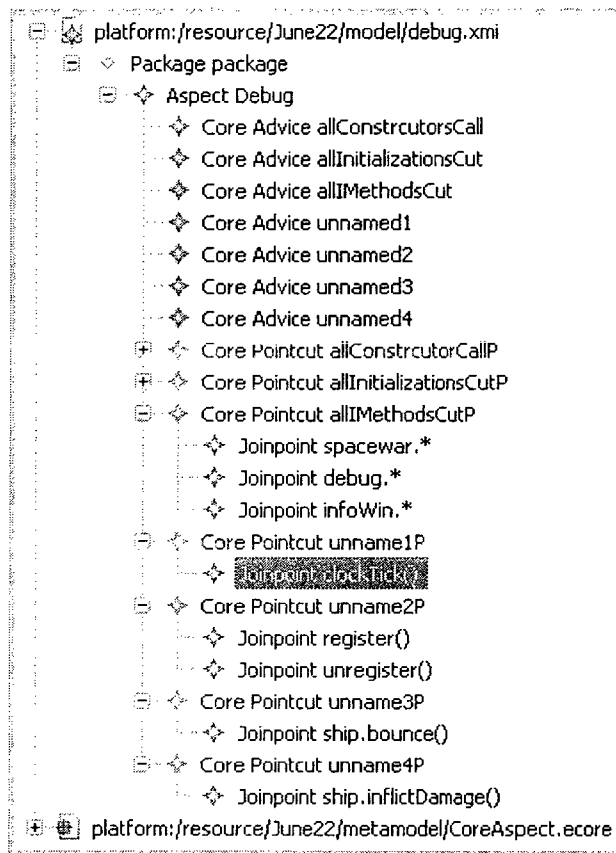 platform:/resource/June22/model/debug.xmi
Package package
Aspect Debug
Core Advice allConstrcutorsCall
Core Advice allInitializationsCut
Core Advice allIMethodsCut
Core Advice unnamed1
Core Advice unnamed2
Core Advice unnamed3
Core Advice unnamed4
Core Pointcut allConstrcutorCallP
Core Pointcut allInitializationsCutP
Core Pointcut allIMethodsCutP
Joinpoint spacewar.*
Joinpoint debug.*
Joinpoint infoWin.*
Core Pointcut unname1P
Joinpoint clockTick()
Core Pointcut unname2P
Joinpoint register()
Joinpoint unregister()
Core Pointcut unname3P
Joinpoint ship.bounce()
Core Pointcut unname4P
Joinpoint ship.inflictDamage()
platform:/resource/June22/metamodel/CoreAspect.ecore